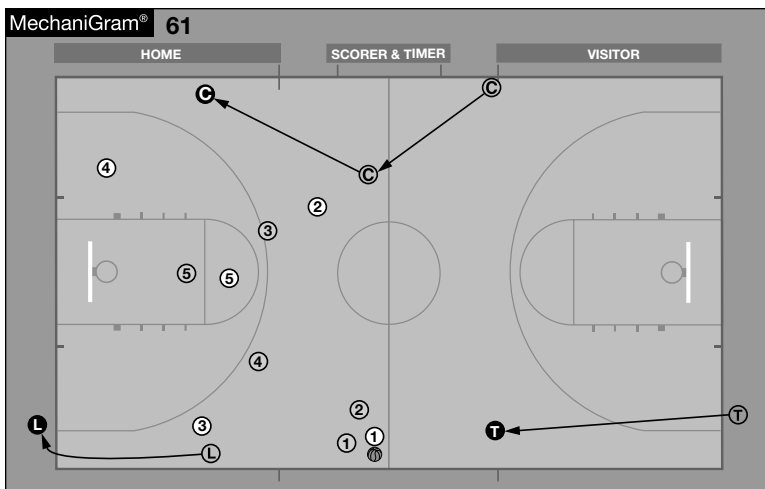 MechaniGram® 61
HOME SCORER & TIMER VISITOR
C C
C
4
2
3
5 5
4
2
3
L T T
1 1
L